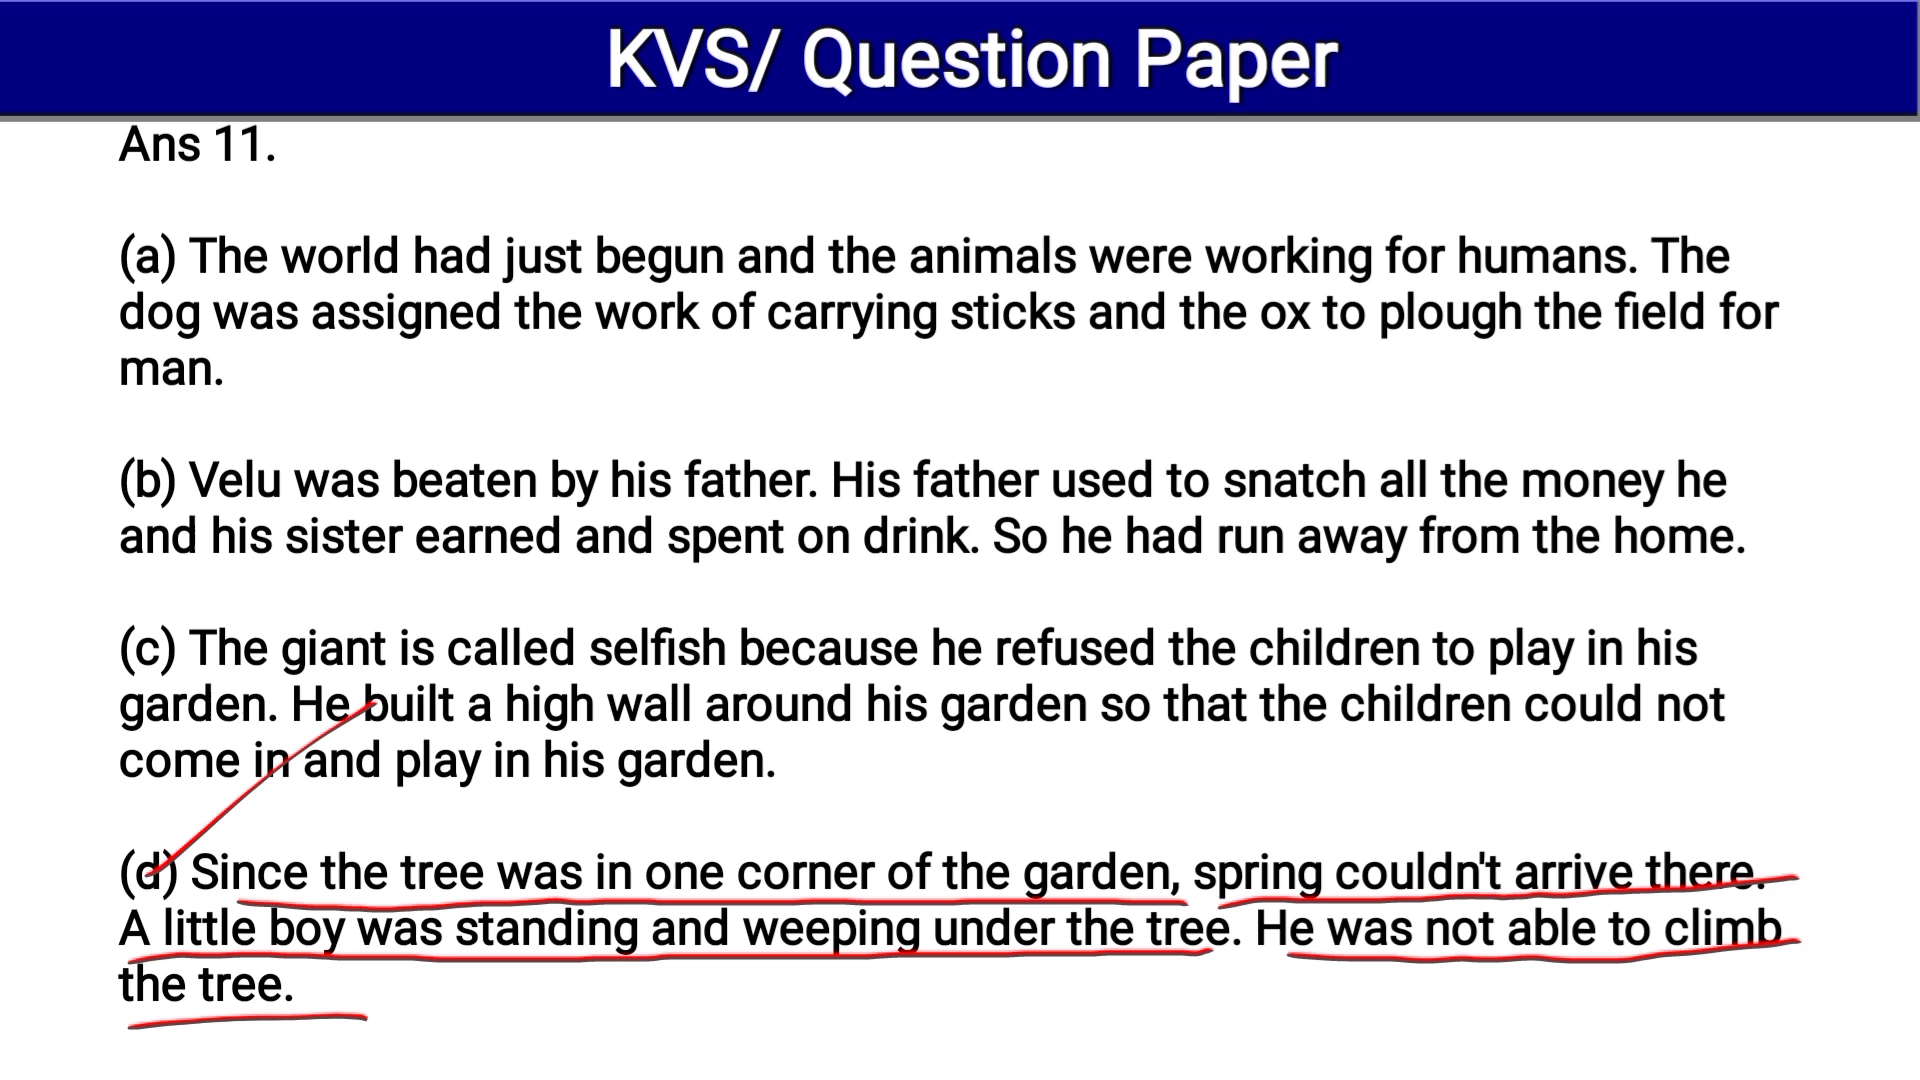 KVS/ Question Paper
Ans 11.
(a) The world had just begun and the animals were working for humans. The
dog was assigned the work of carrying sticks and the ox to plough the field for
man.
(b) Velu was beaten by his father. His father used to snatch all the money he
and his sister earned and spent on drink. So he had run away from the home.
(c) The giant is called selfish because he refused the children to play in his
garden. He built a high wall around his garden so that the children could not
come in and play in his garden.
(d) Since the tree was in one corner of the garden, spring couldn't arrive there.
A little boy was standing and weeping under the tree. He was not able to climb
the tree.